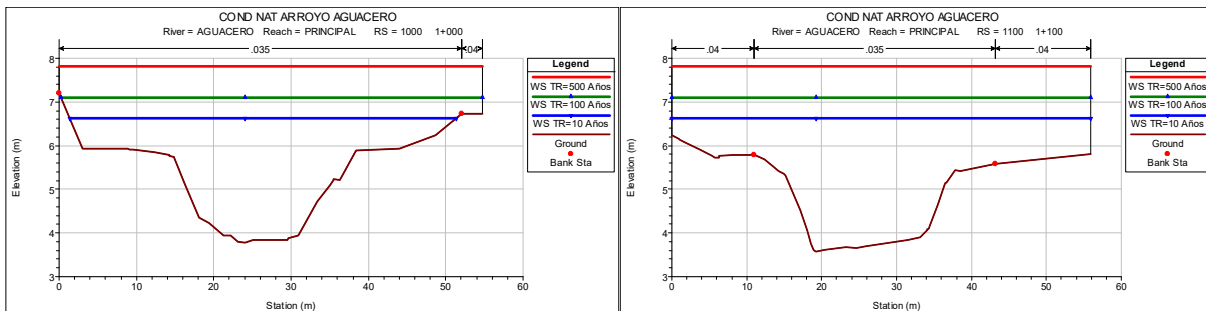 COND NAT ARROYO AGUACERO
River = AGUACERO Reach = PRINCIPAL RS = 1000 1+000
.035 .04
Legend
WS TR=500 Años
WS TR=100 Años
WS TR=10 Años
Ground
Bank Sta
8
7
6
5
4
3
Elevation (m)
0 10 20 30 40 50 60
Station (m)
COND NAT ARROYO AGUACERO
River = AGUACERO Reach = PRINCIPAL RS = 1100 1+100
.04 .035 .04
Legend
WS TR=500 Años
WS TR=100 Años
WS TR=10 Años
Ground
Bank Sta
8
7
6
5
4
3
Elevation (m)
0 10 20 30 40 50 60
Station (m)